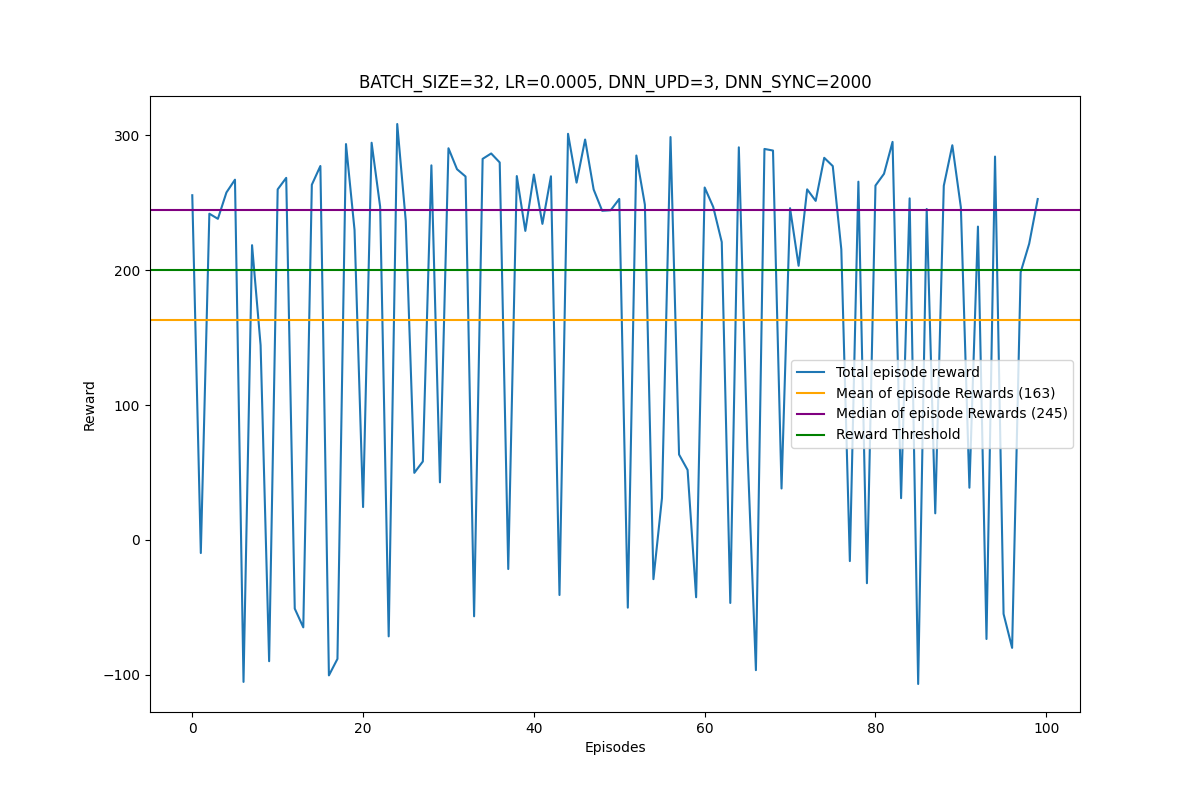 BATCH_SIZE=32, LR=0.0005, DNN_UPD=3, DNN_SYNC=2000
300
200
100
0
−100
Reward
Total episode reward
Mean of episode Rewards (163)
Median of episode Rewards (245)
Reward Threshold
0 20 40 60 80 100
Episodes